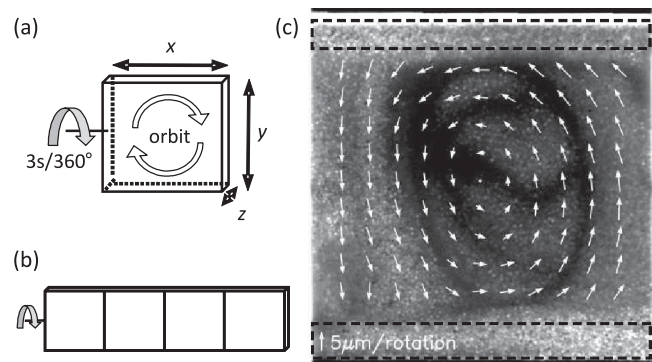 (a)
x
orbit
y
3s/360°
z
(b)
(c)
5μm/rotation